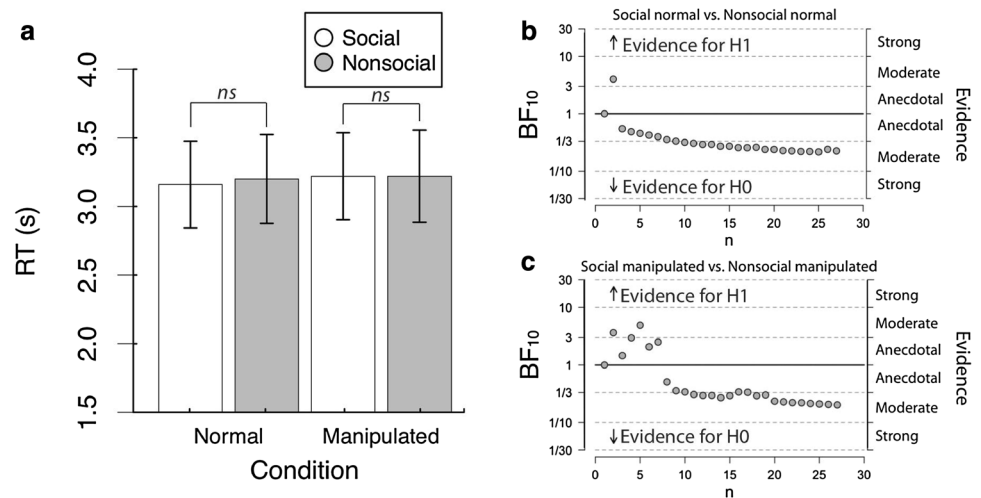 a
Social
Nonsocial
ns
ns
4.0
3.5
3.0
2.5
2.0
1.5
RT (s)
Normal
Manipulated
Condition
b
Social normal vs. Nonsocial normal
30
10
3
1
1/3
1/10
1/30
BF10
↑ Evidence for H1
↓ Evidence for H0
Strong
Moderate
Anecdotal
Anecdotal
Moderate
Strong
Evidence
0 5 10 15 20 25 30
n
c
Social manipulated vs. Nonsocial manipulated
30
10
3
1
1/3
1/10
1/30
BF10
↑ Evidence for H1
↓ Evidence for H0
Strong
Moderate
Anecdotal
Anecdotal
Moderate
Strong
Evidence
0 5 10 15 20 25 30
n